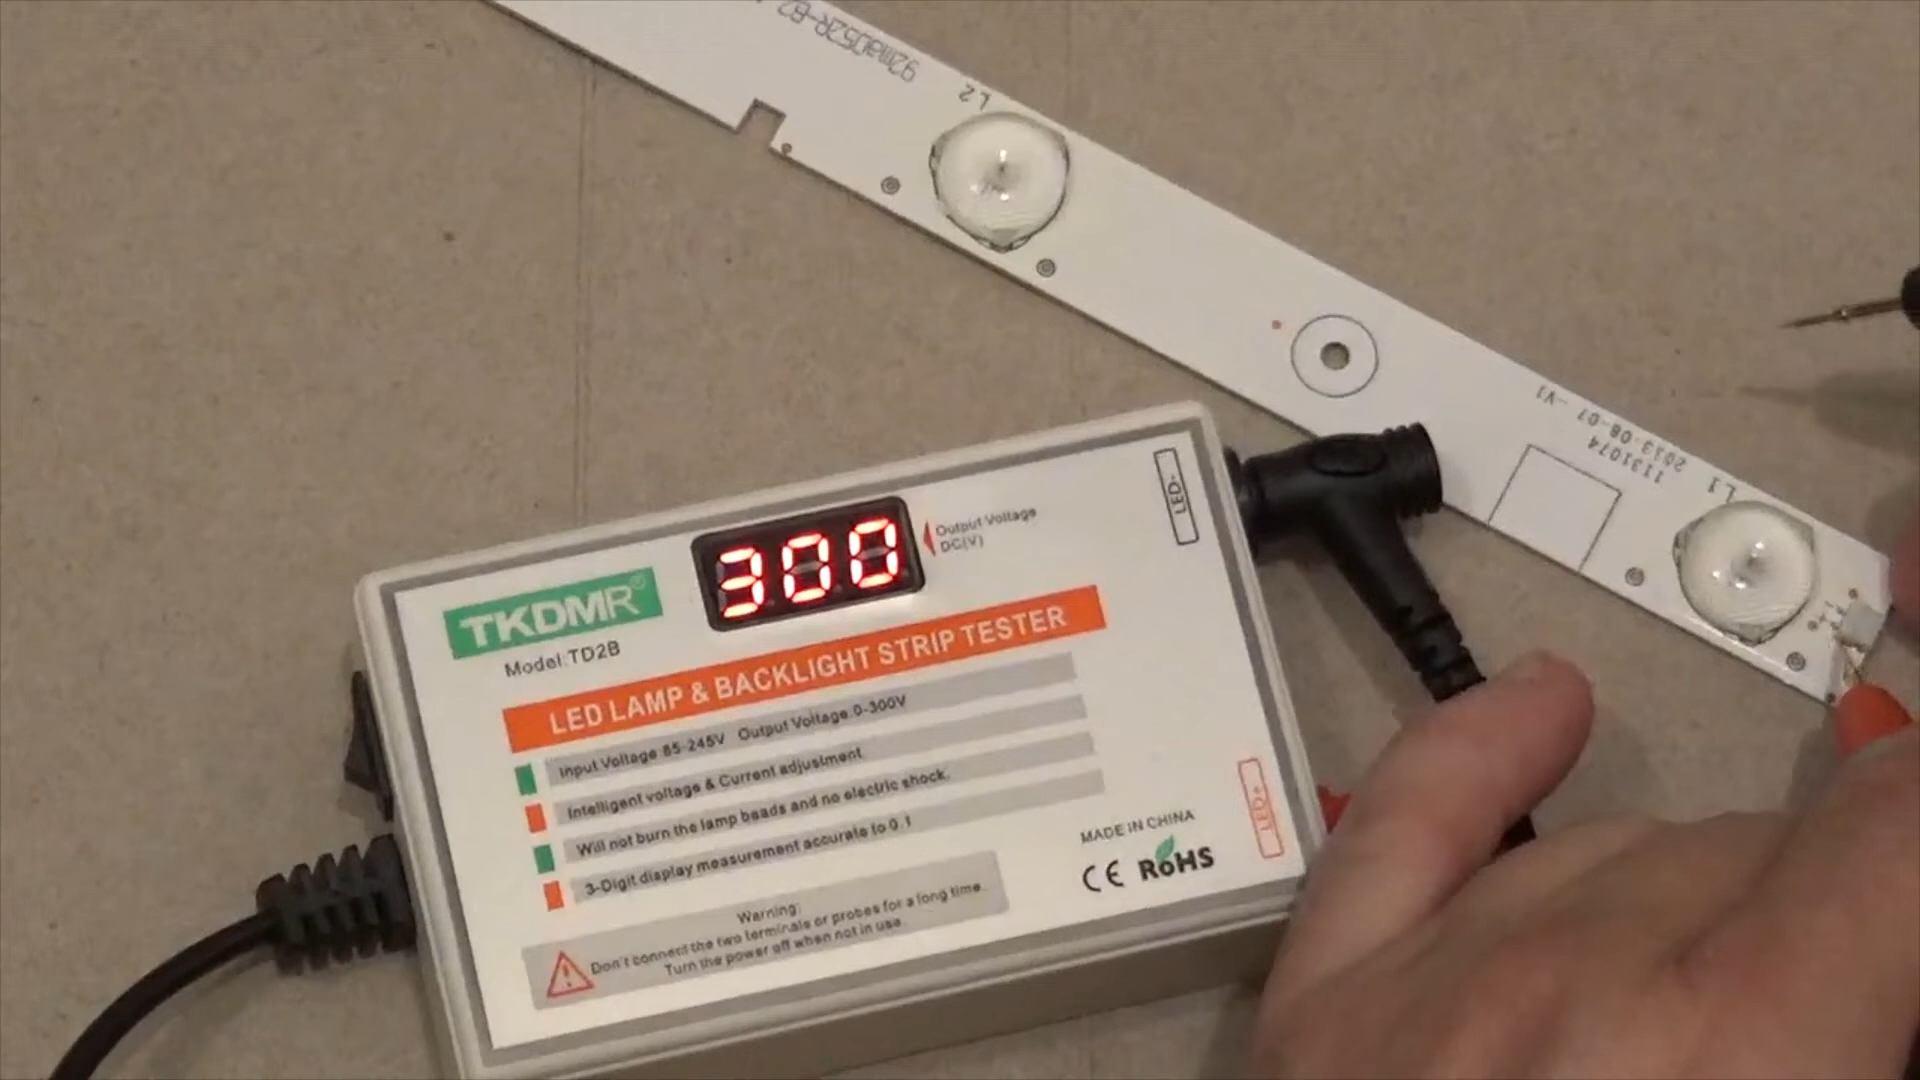 L2
-V1
2013-08-07
1131074
L1
300
Output Voltage
DC(V)
LED-
TKDMR®
Model:TD2B
LED LAMP & BACKLIGHT STRIP TESTER
Input Voltage:85-245V Output Voltage:0-300V
Intelligent voltage & Current adjustment
Will not burn the lamp beads and no electric shock.
3-Digit display measurement accurate to 0.1
LED+
MADE IN CHINA
CE RoHS
Warning:
Don't connect the two terminals or probes for a long time.
Turn the power off when not in use.